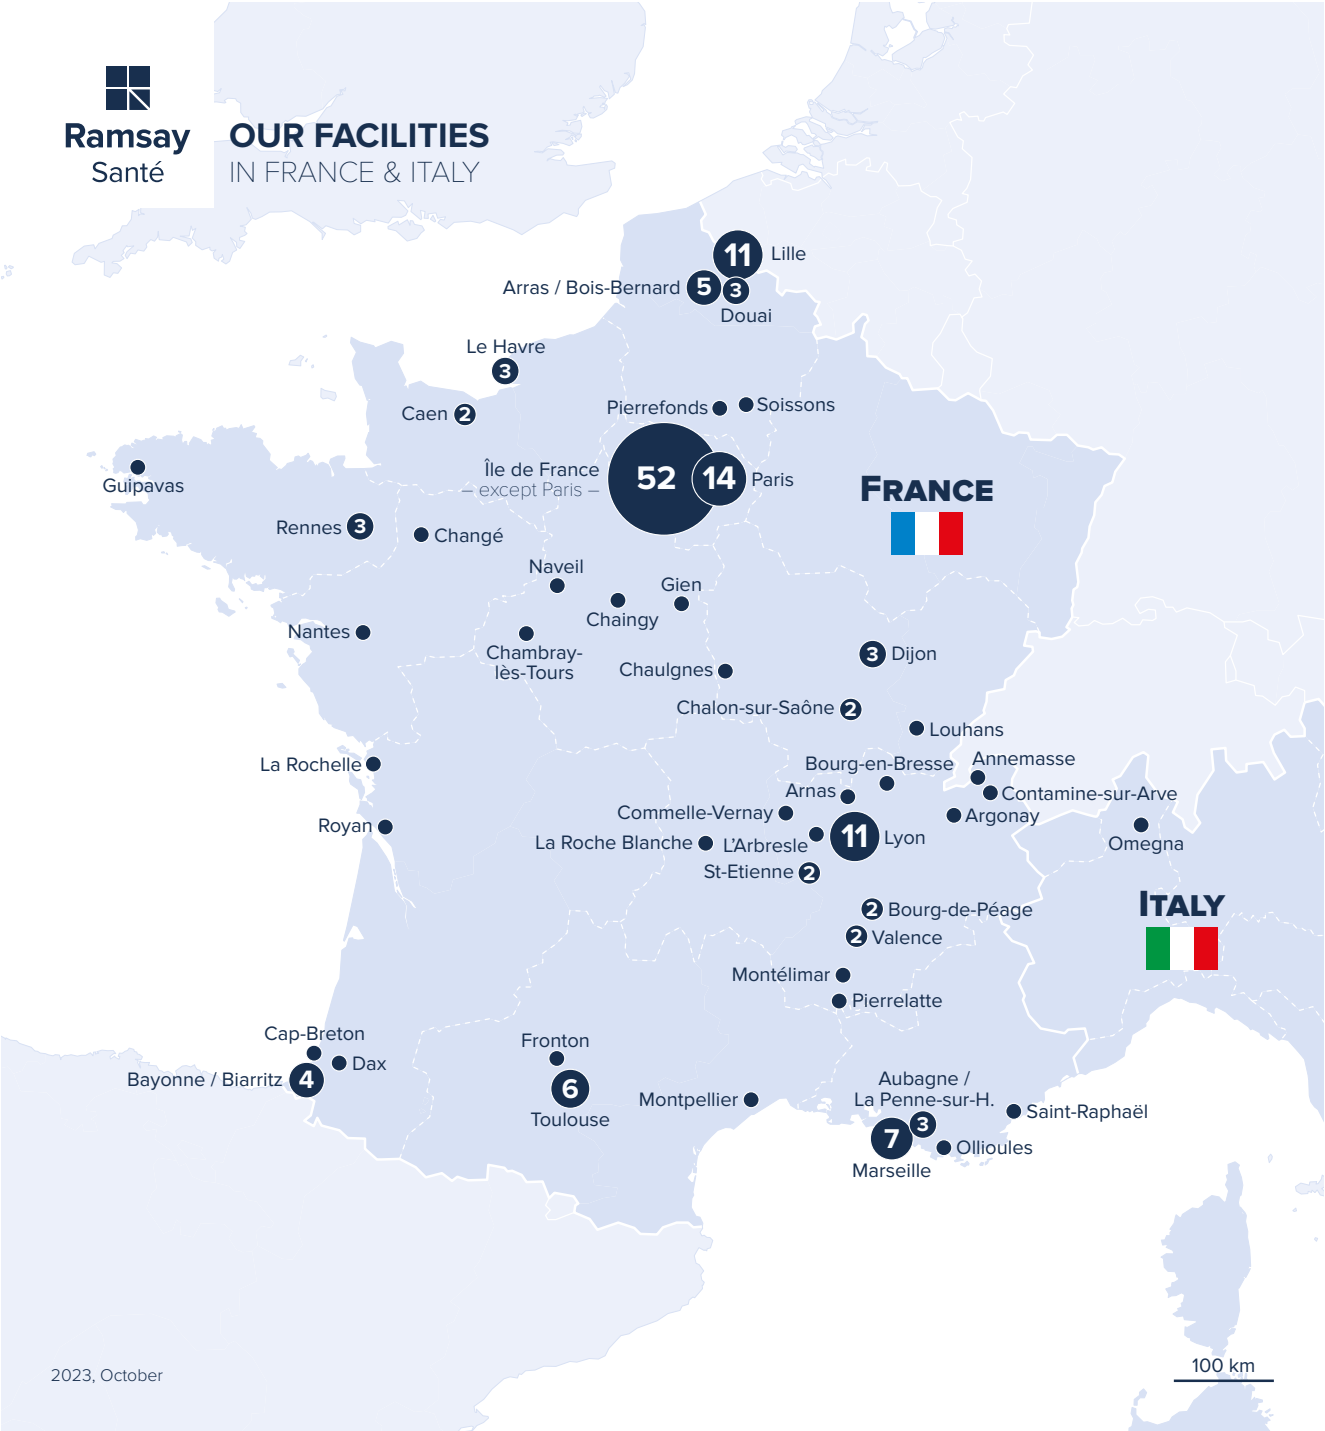 Ramsay
Santé
OUR FACILITIES
IN FRANCE & ITALY
11
Lille
Arras / Bois-Bernard
5
3
Douai
Le Havre
3
Caen
2
Pierrefonds
Soissons
Guipavas
Île de France
– except Paris –
52
14
Paris
FRANCE
Rennes
3
Changé
Naveil
Gien
Chaingy
Nantes
Chambray-
lès-Tours
Chaulgnes
3
Dijon
Chalon-sur-Saône
2
Louhans
La Rochelle
Bourg-en-Bresse
Annemasse
Arnas
Contamine-sur-Arve
Commelle-Vernay
Argonay
Royan
La Roche Blanche
L’Arbresle
11
Lyon
Omegna
St-Etienne
2
ITALY
2
Bourg-de-Péage
2
Valence
Montélimar
Pierrelatte
Cap-Breton
Dax
Bayonne / Biarritz
4
Fronton
6
Toulouse
Montpellier
Aubagne /
La Penne-sur-H.
3
Saint-Raphaël
7
Ollioules
Marseille
100 km
2023, October